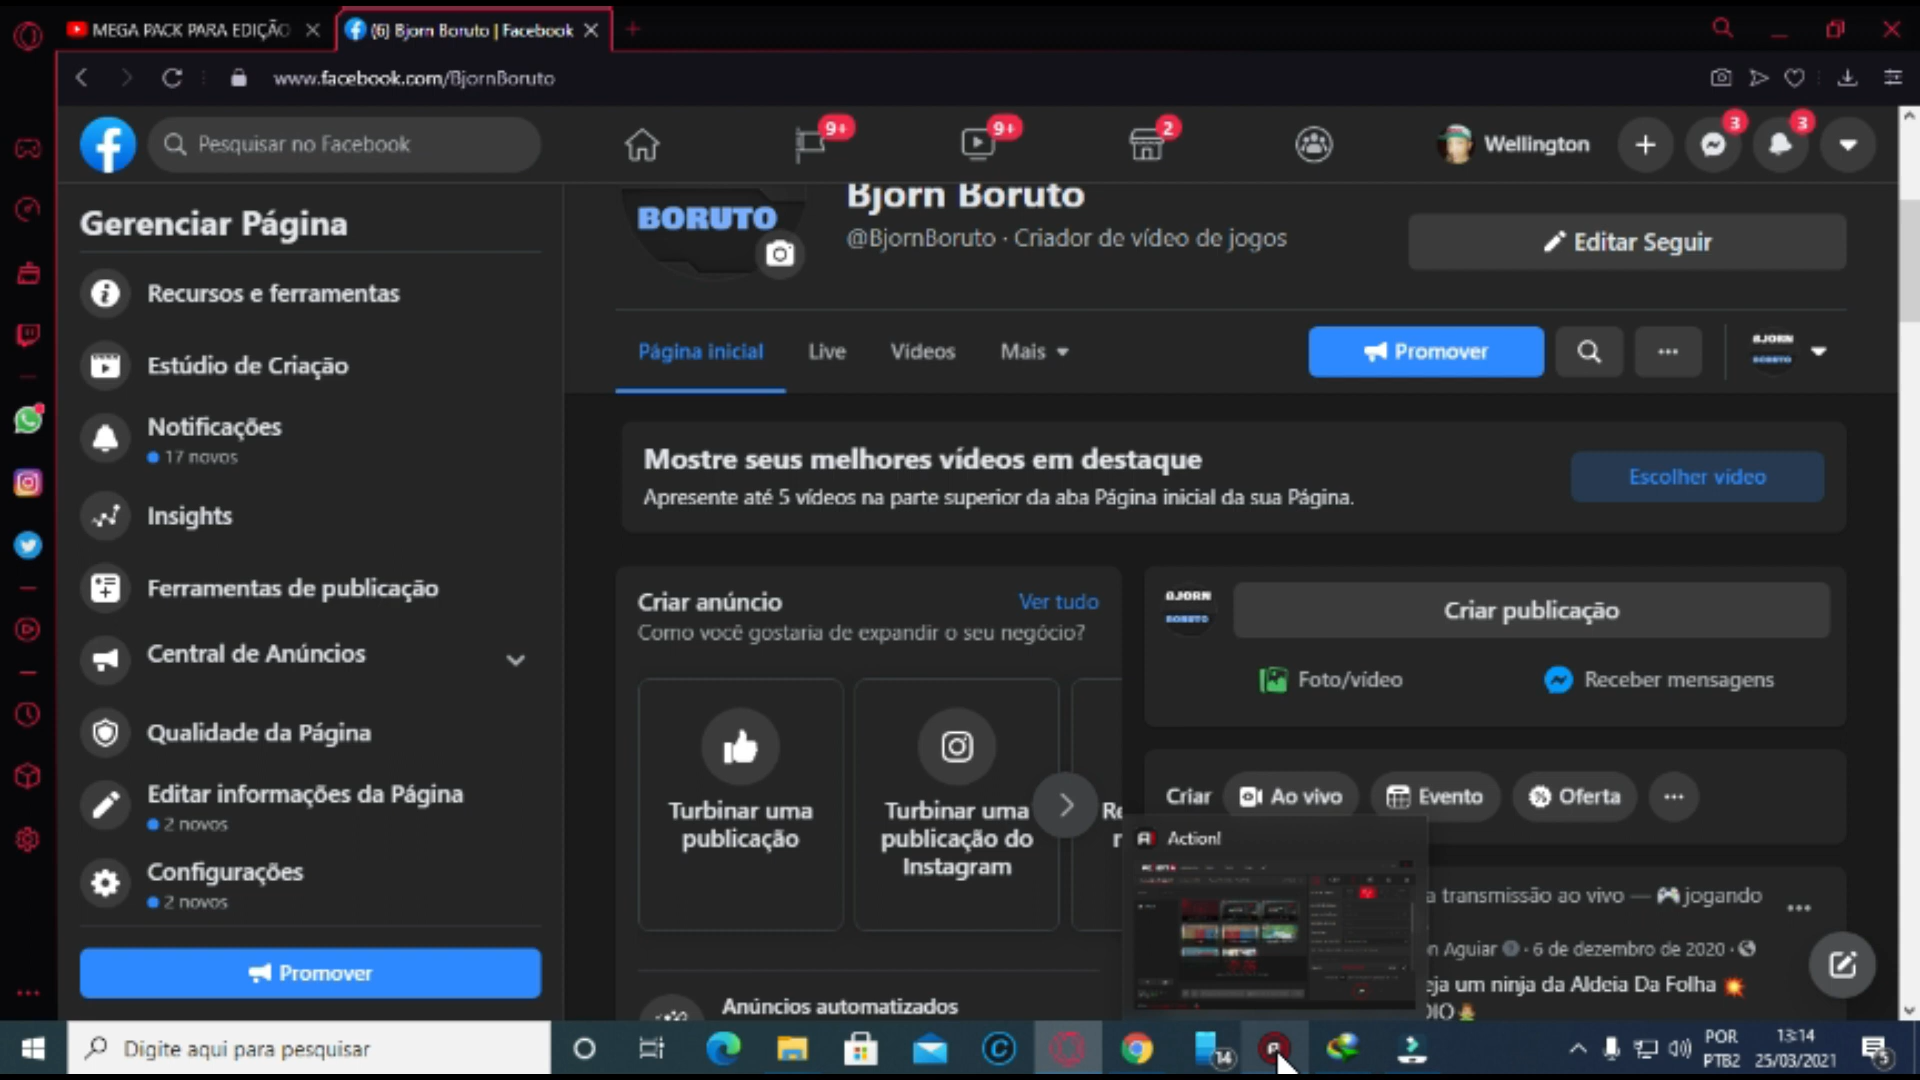 MEGA PACK PARA EDIÇÃO
(6) Bjorn Boruto | Facebook
www.facebook.com/BjornBoruto
Pesquisar no Facebook
9+
9+
2
Wellington
3
3
Gerenciar Página
Recursos e ferramentas
Estúdio de Criação
Notificações
17 novos
Insights
Ferramentas de publicação
Central de Anúncios
Qualidade da Página
Editar informações da Página
2 novos
Configurações
2 novos
Promover
BORUTO
Bjorn Boruto
@BjornBoruto · Criador de vídeo de jogos
Editar Seguir
Página inicial
Live
Vídeos
Mais
Promover
BJORN
BORUTO
Mostre seus melhores vídeos em destaque
Apresente até 5 vídeos na parte superior da aba Página inicial da sua Página.
Escolher vídeo
Criar anúncio
Ver tudo
Como você gostaria de expandir o seu negócio?
Turbinar uma
publicação
Turbinar uma
publicação do
Instagram
Anúncios automatizados
BJORN
BORUTO
Criar publicação
Foto/vídeo
Receber mensagens
Criar
Ao vivo
Evento
Oferta
Action!
a transmissão ao vivo — 🎮 jogando
n Aguiar · 6 de dezembro de 2020 ·
eja um ninja da Aldeia Da Folha 💥
Digite aqui para pesquisar
14
POR
PTB2
13:14
25/03/2021
5